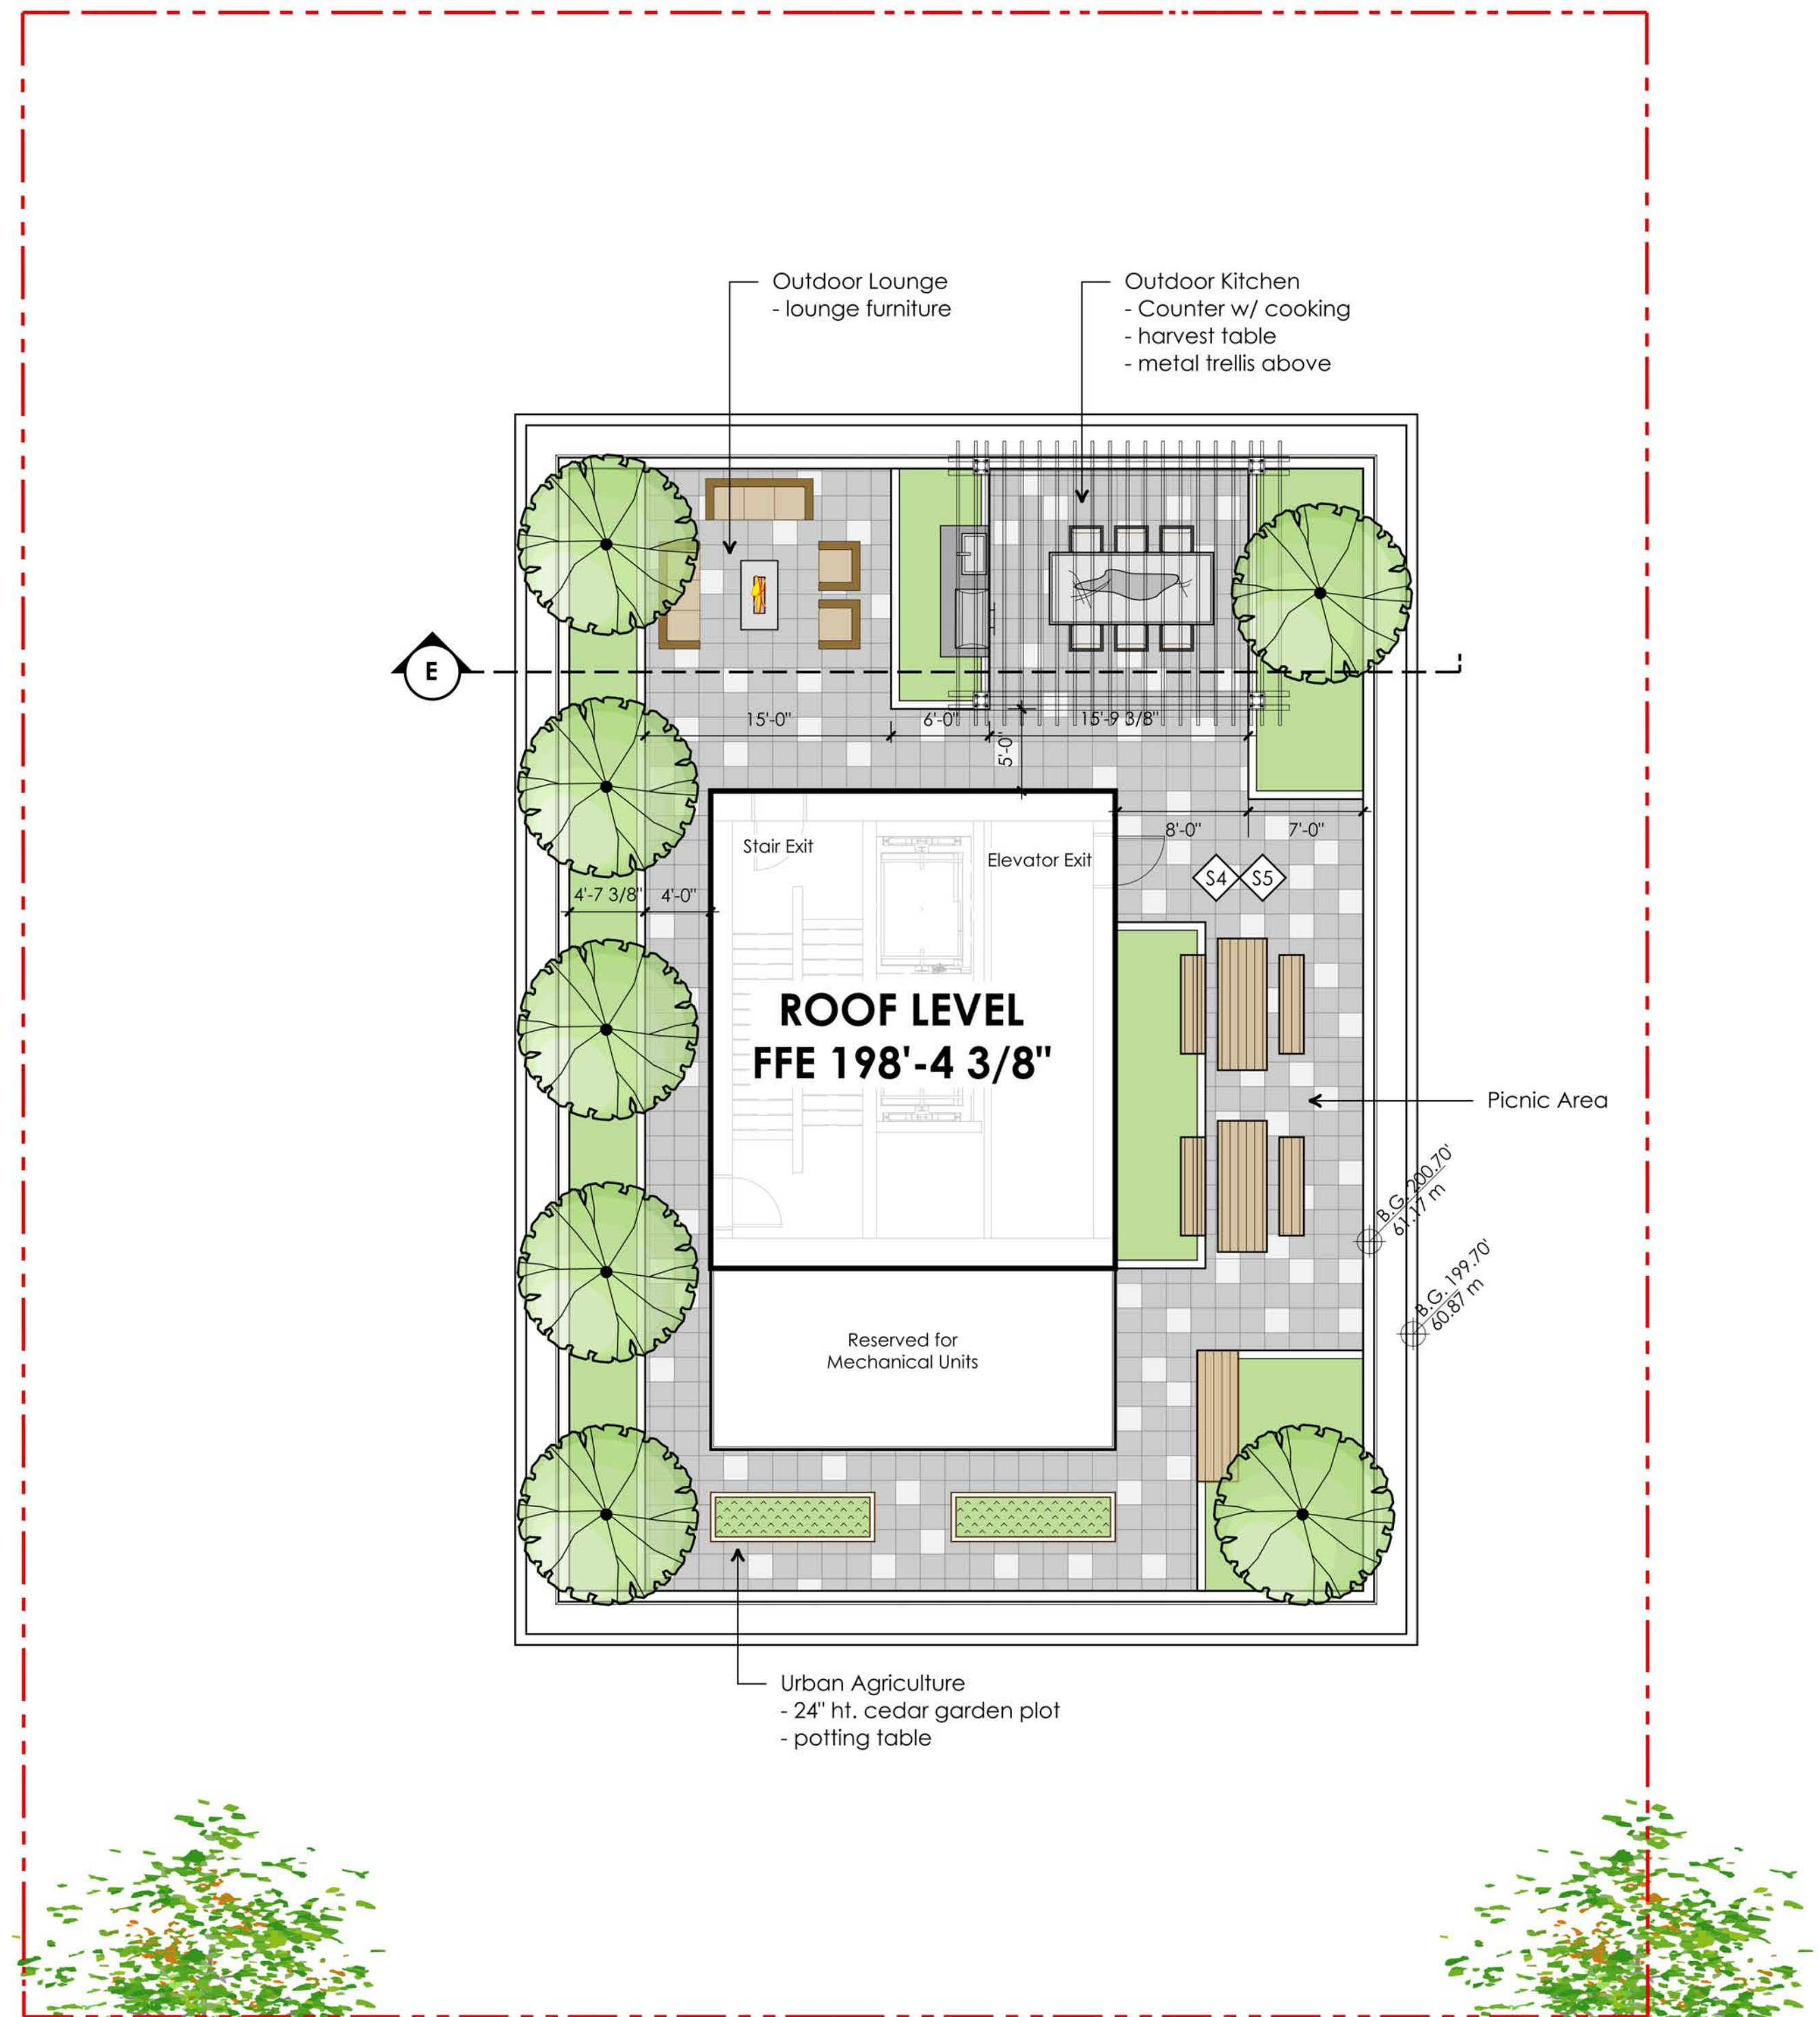 Outdoor Lounge
- lounge furniture
Outdoor Kitchen
- Counter w/ cooking
- harvest table
- metal trellis above
E
15'-0"
6'-0"
15'-9 3/8"
5'-0"
8'-0"
7'-0"
Stair Exit
Elevator Exit
S4
S5
4'-7 3/8"
4'-0"
ROOF LEVEL
FFE 198'-4 3/8"
Picnic Area
B.G. 200.70'
61.17 m
B.G. 199.70'
60.87 m
Reserved for
Mechanical Units
Urban Agriculture
- 24" ht. cedar garden plot
- potting table